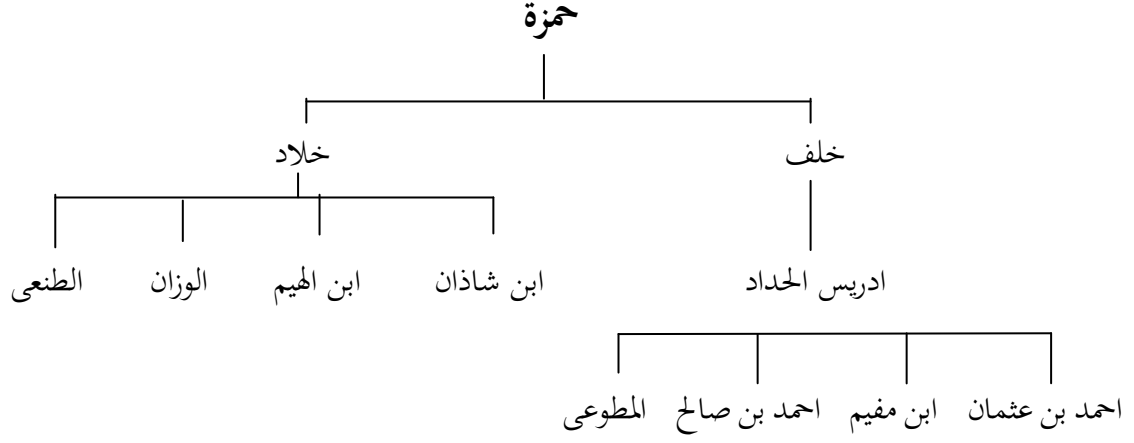 حمزة
خلف خلاد
ادريس الحداد ابن شاذان ابن الهيم الوزان الطنعى
احمد بن عثمان ابن مفيم احمد بن صالح المطوعى